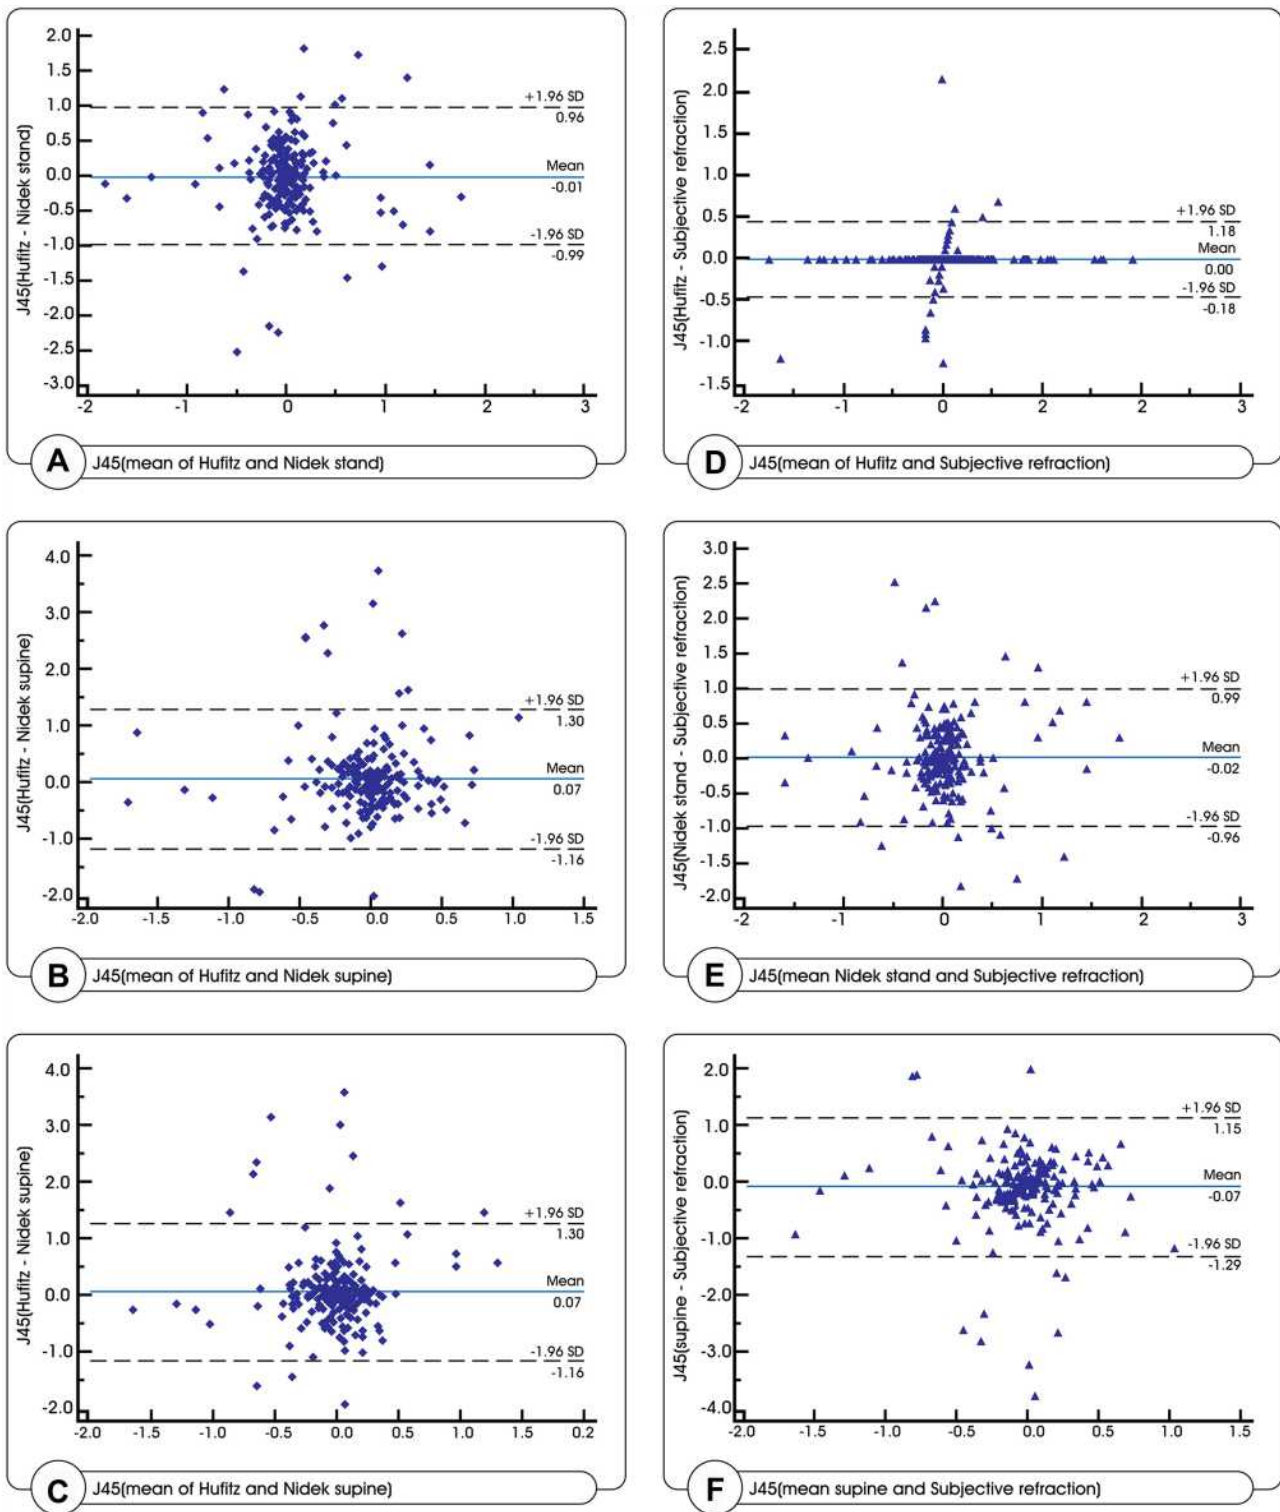 2.0
1.5
1.0
0.5
0.0
-0.5
-1.0
-1.5
-2.0
-2.5
-3.0
J45(Hufitz - Nidek stand)
+1.96 SD
0.96
Mean
-0.01
-1.96 SD
-0.99
-2 -1 0 1 2 3
A J45(mean of Hufitz and Nidek stand)
2.5
2.0
1.5
1.0
0.5
0.0
-0.5
-1.0
-1.5
J45(Hufitz - Subjective refraction)
+1.96 SD
1.18
Mean
0.00
-1.96 SD
-0.18
-2 -1 0 2 2 3
D J45(mean of Hufitz and Subjective refraction)
4.0
3.0
2.0
1.0
0.0
-1.0
-2.0
J45(Hufitz - Nidek supine)
+1.96 SD
1.30
Mean
0.07
-1.96 SD
-1.16
-2.0 -1.5 -1.0 -0.5 0.0 0.5 1.0 1.5
B J45(mean of Hufitz and Nidek supine)
3.0
2.5
2.0
1.5
1.0
0.5
0.0
-0.5
-1.0
-1.5
-2.0
J45(Nidek stand - Subjective refraction)
+1.96 SD
0.99
Mean
-0.02
-1.96 SD
-0.96
-2 -1 0 1 2 3
E J45(mean Nidek stand and Subjective refraction)
4.0
3.0
2.0
1.0
0.0
-1.0
-2.0
J45(Hufitz - Nidek supine)
+1.96 SD
1.30
Mean
0.07
-1.96 SD
-1.16
-2.0 -1.5 -1.0 -0.5 0.0 0.5 1.0 0.2
C J45(mean of Hufitz and Nidek supine)
2.0
1.0
0.0
-1.0
-2.0
-3.0
-4.0
J45(supine - Subjective refraction)
+1.96 SD
1.15
Mean
-0.07
-1.96 SD
-1.29
-2.0 -1.5 -1.0 -0.5 0.0 0.5 1.0 1.5
F J45(mean supine and Subjective refraction)